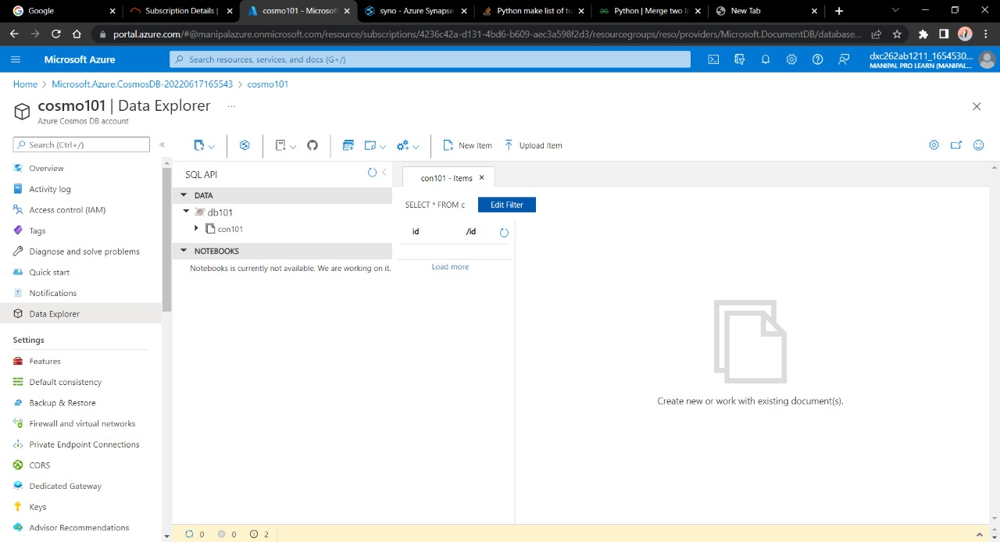 Google
Subscription Details |
cosmo101 - Microsoft
syno - Azure Synapse
Python make list of tu
Python | Merge two li
New Tab
portal.azure.com/#@manipalazure.onmicrosoft.com/resource/subscriptions/4236c42a-d131-4bd6-b609-aec3a598f2d3/resourcegroups/reso/providers/Microsoft.DocumentDB/database...
Microsoft Azure
Search resources, services, and docs (G+/)
dxc262ab1211_1654530...
MANIPAL PRO LEARN (MANIPAL...
Home > Microsoft.Azure.CosmosDB-20220617165543 > cosmo101
cosmo101 | Data Explorer ...
Azure Cosmos DB account
Search (Ctrl+/)
«
New Item
Upload Item
Overview
Activity log
Access control (IAM)
Tags
Diagnose and solve problems
Quick start
Notifications
Data Explorer
Settings
Features
Default consistency
Backup & Restore
Firewall and virtual networks
Private Endpoint Connections
CORS
Dedicated Gateway
Keys
Advisor Recommendations
SQL API
DATA
db101
con101
NOTEBOOKS
Notebooks is currently not available. We are working on it.
con101 - Items
SELECT * FROM c
Edit Filter
id
/id
Load more
Create new or work with existing document(s).
0
0
2